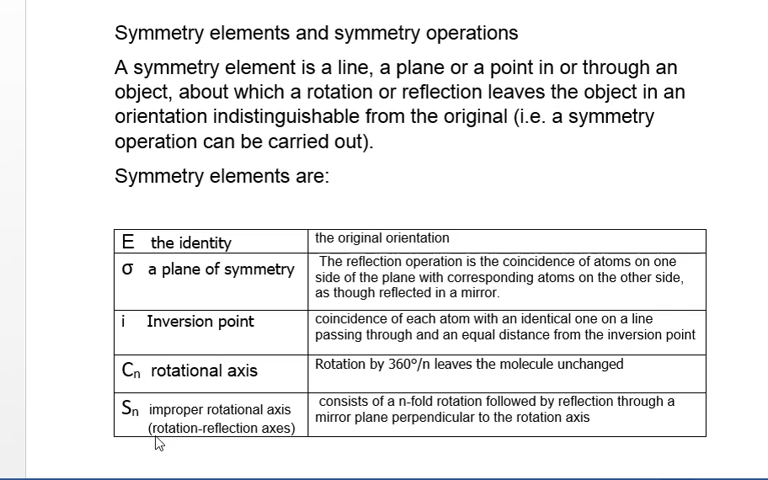 Symmetry elements and symmetry operations
A symmetry element is a line, a plane or a point in or through an
object, about which a rotation or reflection leaves the object in an
orientation indistinguishable from the original (i.e. a symmetry
operation can be carried out).
Symmetry elements are:
E the identity
the original orientation
σ a plane of symmetry
The reflection operation is the coincidence of atoms on one
side of the plane with corresponding atoms on the other side,
as though reflected in a mirror.
i Inversion point
coincidence of each atom with an identical one on a line
passing through and an equal distance from the inversion point
Cn rotational axis
Rotation by 360º/n leaves the molecule unchanged
Sn improper rotational axis
(rotation-reflection axes)
consists of a n-fold rotation followed by reflection through a
mirror plane perpendicular to the rotation axis